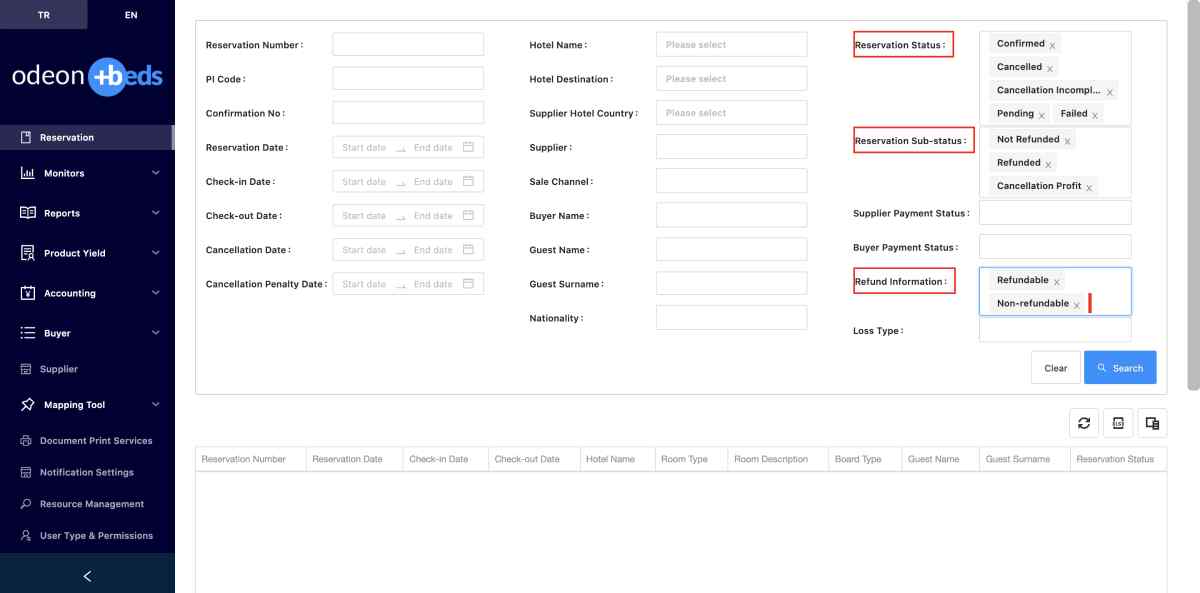 TR
EN
odeon +beds
Reservation
Monitors
Reports
Product Yield
Accounting
Buyer
Supplier
Mapping Tool
Document Print Services
Notification Settings
Resource Management
User Type & Permissions
Reservation Number :
PI Code :
Confirmation No :
Reservation Date : Start date End date
Check-in Date : Start date End date
Check-out Date : Start date End date
Cancellation Date : Start date End date
Cancellation Penalty Date : Start date End date
Hotel Name : Please select
Hotel Destination : Please select
Supplier Hotel Country : Please select
Supplier :
Sale Channel :
Buyer Name :
Guest Name :
Guest Surname :
Nationality :
Reservation Status :
Confirmed x
Cancelled x
Cancellation Incompl... x
Pending x Failed x
Reservation Sub-status :
Not Refunded x
Refunded x
Cancellation Profit x
Supplier Payment Status :
Buyer Payment Status :
Refund Information :
Refundable x
Non-refundable x
Loss Type :
Clear Search
Reservation Number Reservation Date Check-in Date Check-out Date Hotel Name Room Type Room Description Board Type Guest Name Guest Surname Reservation Status